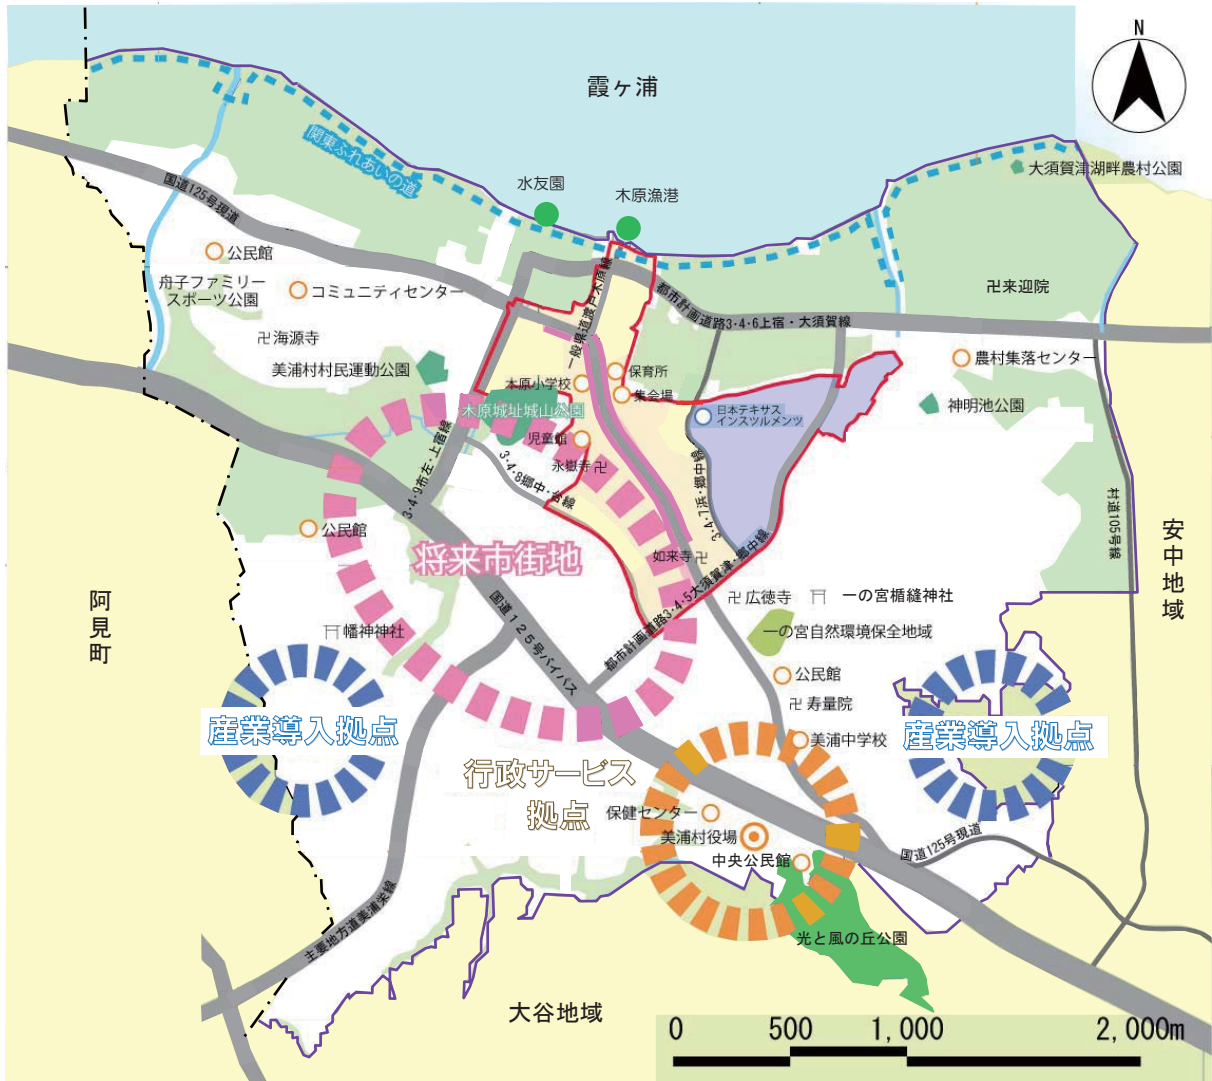 N
霞ヶ浦
大須賀津湖畔農村公園
関東ふれあいの道
水友園
木原漁港
国道125号現道
公民館
舟子ファミリー
スポーツ公園
コミュニティセンター
卍来迎院
一般県道渡戸木原線
都市計画道路3・4・6上宿・大須賀線
卍海源寺
美浦村村民運動公園
農村集落センター
保育所
木原小学校
集会場
神明池公園
木原城址城山公園
日本テキサス
インスツルメンツ
児童館
永嶽寺卍
3・4・9布左・上宿線
3・4・8郷中・谷線
3・4・7浜・郷中線
村道105号線
安中地域
公民館
将来市街地
如来寺卍
都市計画道路3・4・5大須賀津・郷中線
国道125号バイパス
卍広徳寺
一の宮楯縫神社
阿見町
幡神神社
一の宮自然環境保全地域
公民館
卍寿量院
産業導入拠点
美浦中学校
産業導入拠点
行政サービス
拠点
保健センター
美浦村役場
中央公民館
国道125号現道
主要地方道美浦栄線
光と風の丘公園
大谷地域
0 500 1,000 2,000m